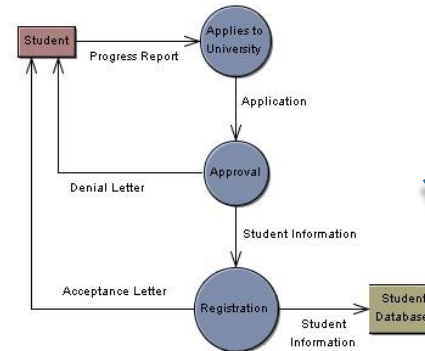 Applies to
University
Student
Progress Report
Application
Approval
Denial Letter
Student Information
Acceptance Letter
Registration
Student
Database
Student
Information